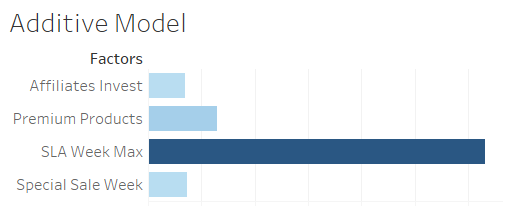 Additive Model
Factors
Affiliates Invest
Premium Products
SLA Week Max
Special Sale Week